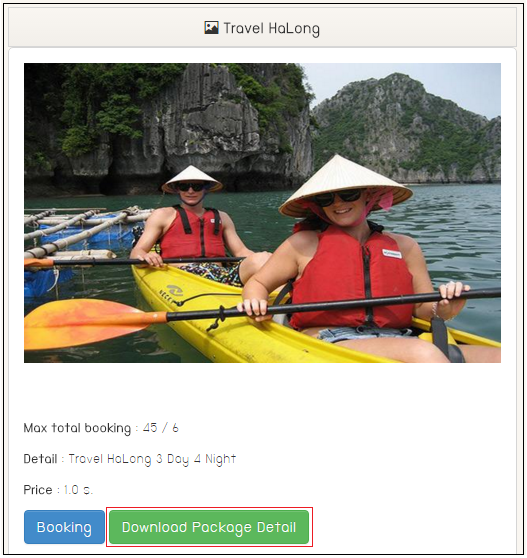 Travel HaLong
Max total booking : 45 / 6
Detail : Travel HaLong 3 Day 4 Night
Price : 1.0 ຣ.
Booking
Download Package Detail